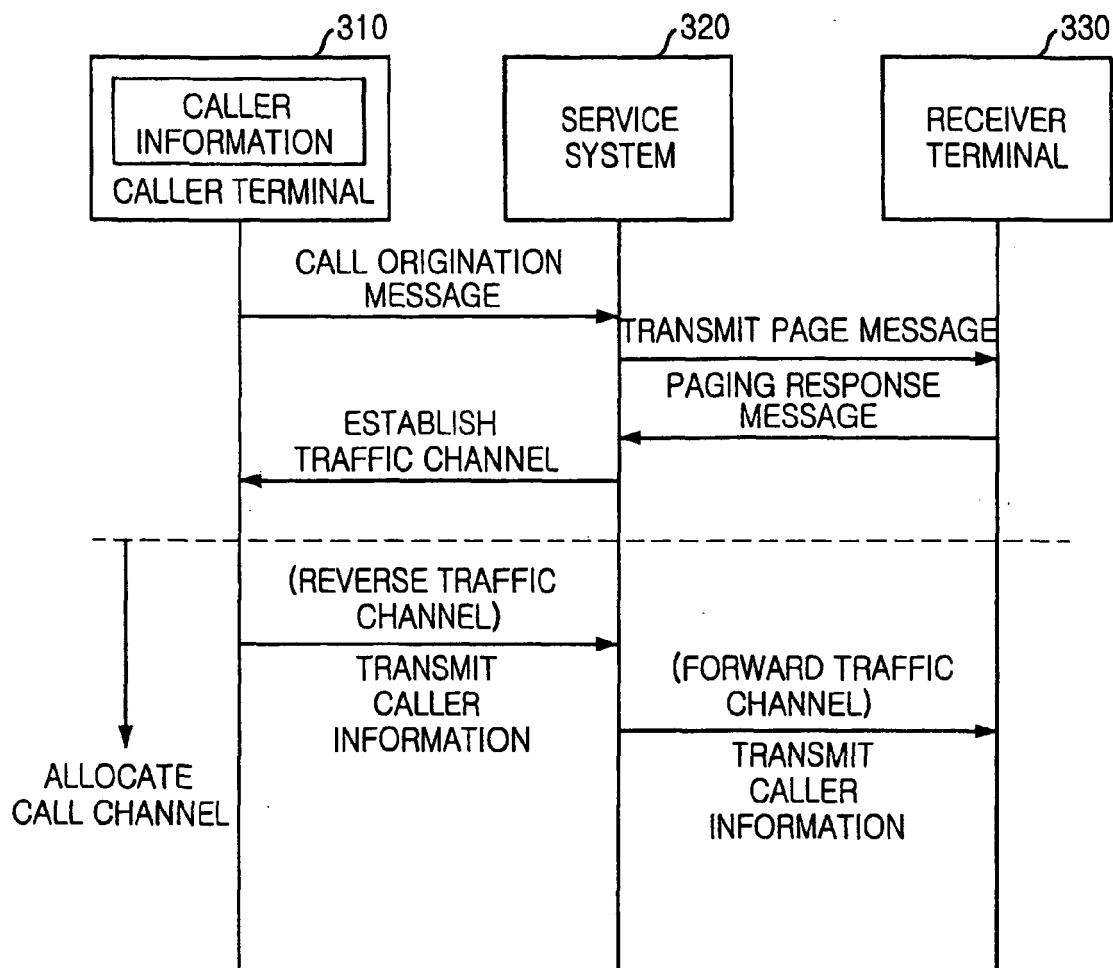 310
320
330
CALLER
INFORMATION
CALLER TERMINAL
SERVICE
SYSTEM
RECEIVER
TERMINAL
CALL ORIGINATION
MESSAGE
TRANSMIT PAGE MESSAGE
PAGING RESPONSE
MESSAGE
ESTABLISH
TRAFFIC CHANNEL
(REVERSE TRAFFIC
CHANNEL)
TRANSMIT
CALLER
INFORMATION
(FORWARD TRAFFIC
CHANNEL)
TRANSMIT
CALLER
INFORMATION
ALLOCATE
CALL CHANNEL